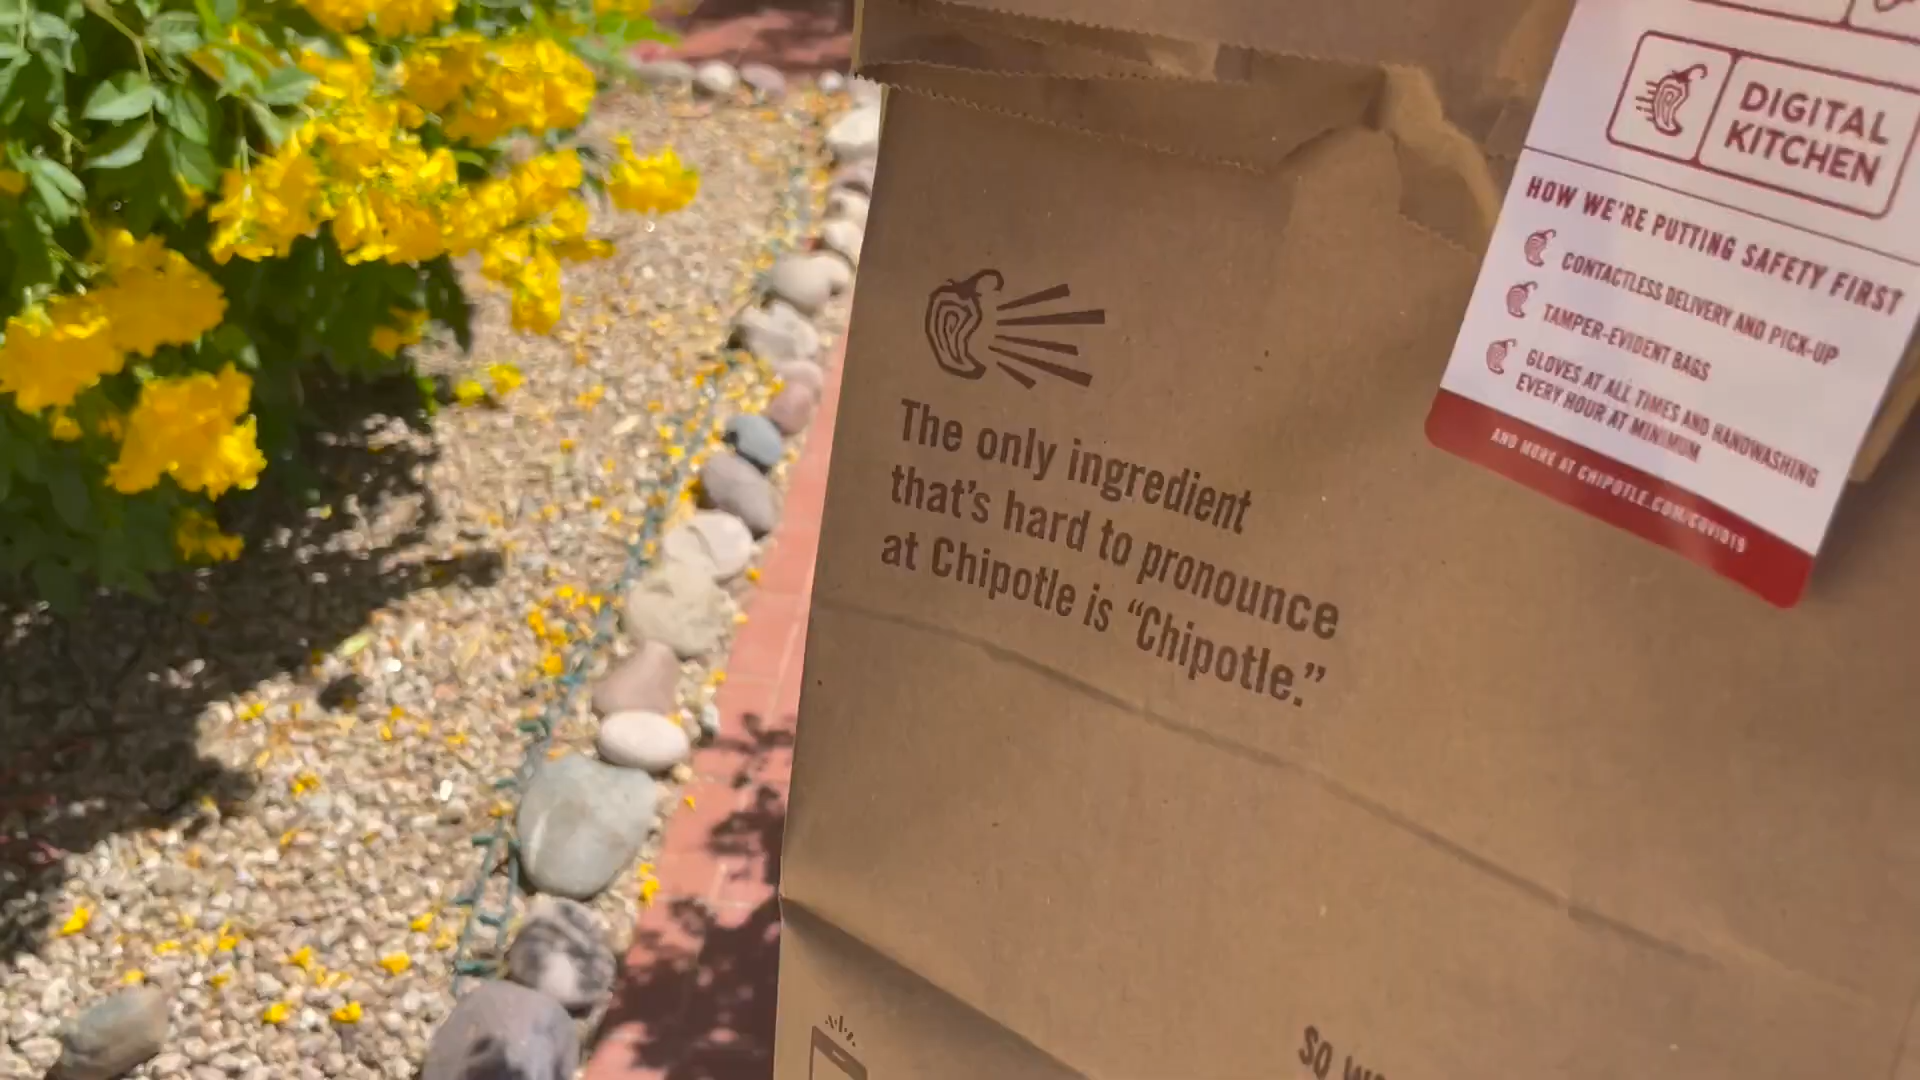 The only ingredient
that's hard to pronounce
at Chipotle is “Chipotle.”
DIGITAL
KITCHEN
HOW WE'RE PUTTING SAFETY FIRST
CONTACTLESS DELIVERY AND PICK-UP
TAMPER-EVIDENT BAGS
GLOVES AT ALL TIMES AND HANDWASHING
EVERY HOUR AT MINIMUM
AND MORE AT CHIPOTLE.COM/COVID19
SO